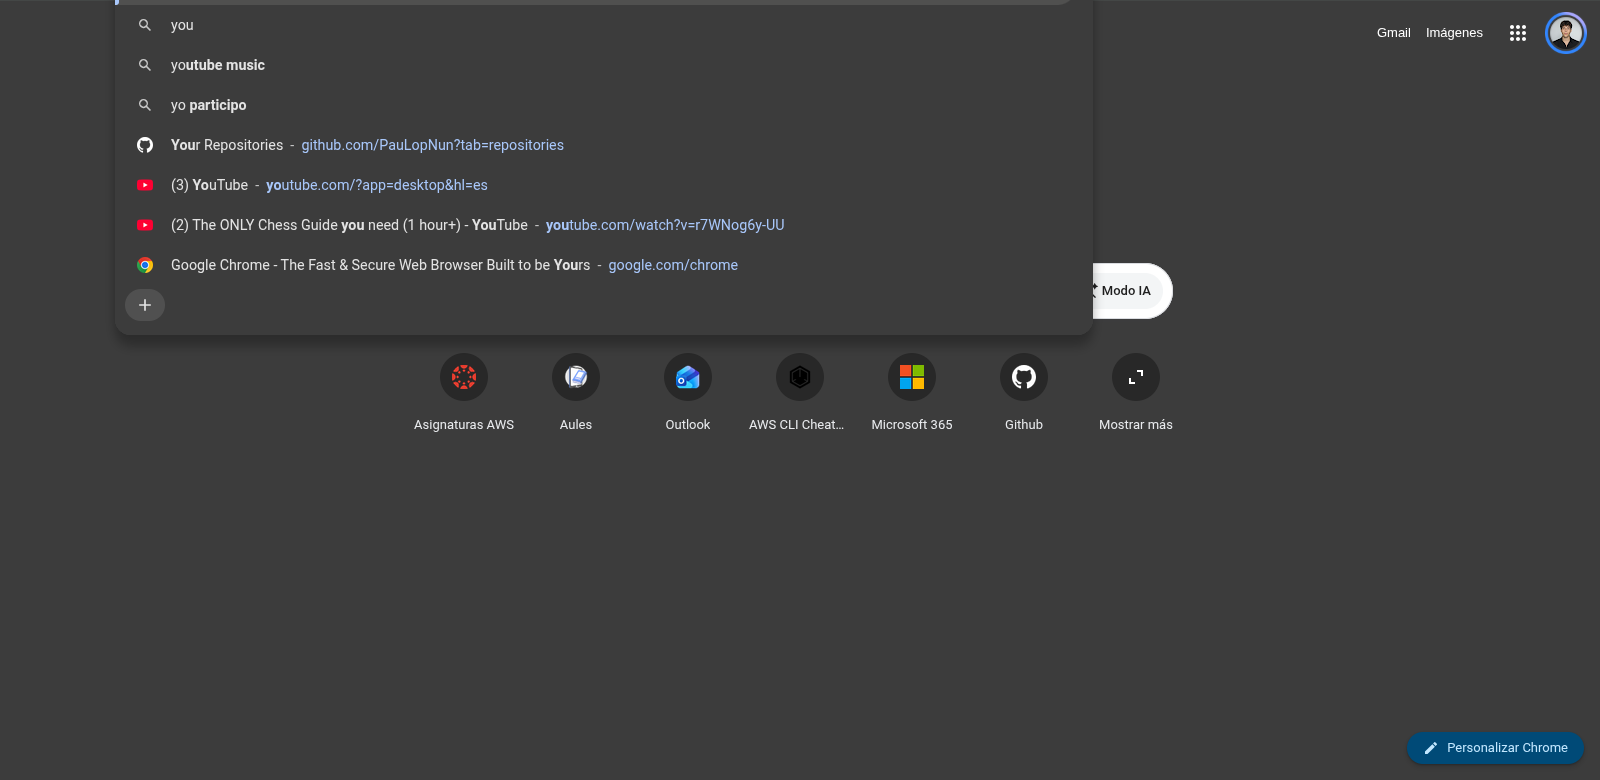 you
Gmail
Imágenes
youtube music
yo participo
Your Repositories - github.com/PauLopNun?tab=repositories
(3) YouTube - youtube.com/?app=desktop&hl=es
(2) The ONLY Chess Guide you need (1 hour+) - YouTube - youtube.com/watch?v=r7WNog6y-UU
Google Chrome - The Fast & Secure Web Browser Built to be Yours - google.com/chrome
Modo IA
Asignaturas AWS
Aules
Outlook
AWS CLI Cheat...
Microsoft 365
Github
Mostrar más
Personalizar Chrome